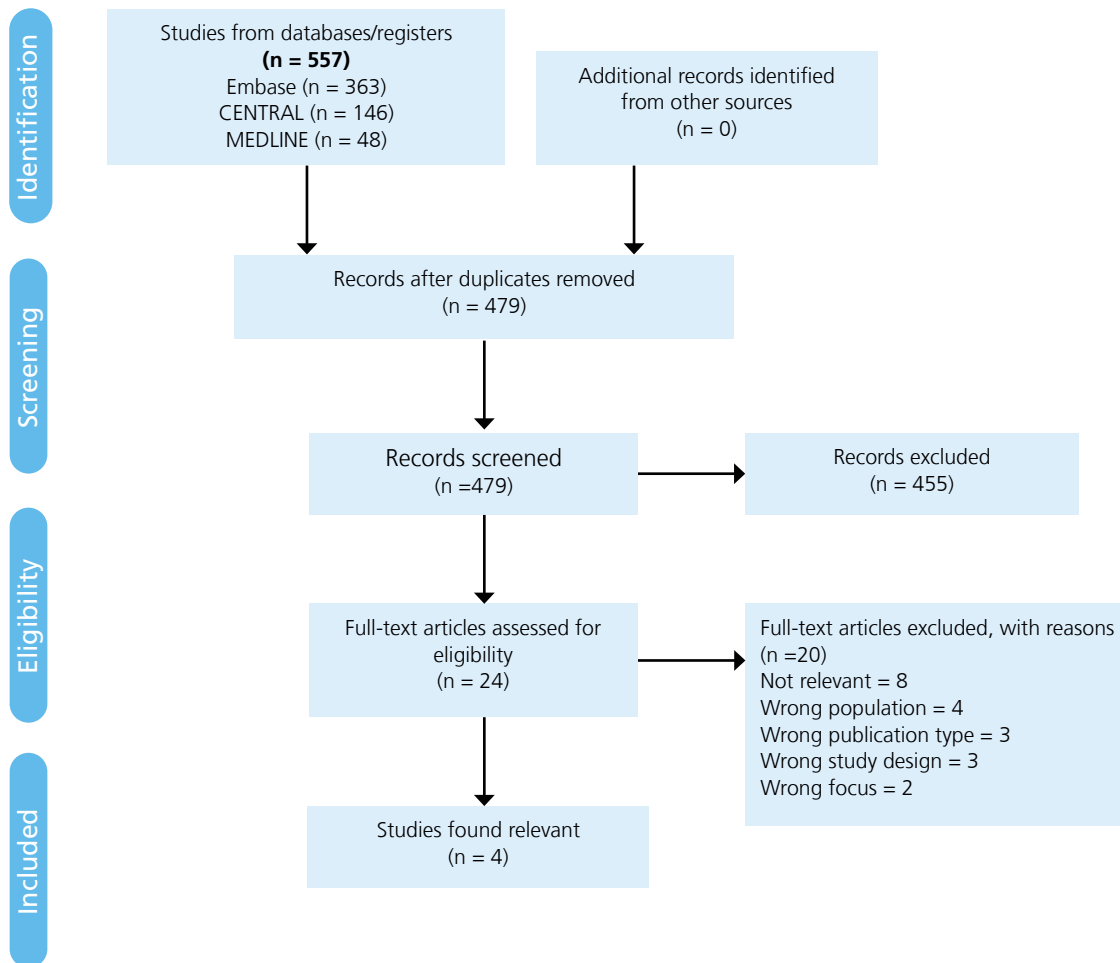 Identification
Studies from databases/registers
(n = 557)
Embase (n = 363)
CENTRAL (n = 146)
MEDLINE (n = 48)
Additional records identified
from other sources
(n = 0)
Screening
Records after duplicates removed
(n = 479)
Records screened
(n =479)
Records excluded
(n = 455)
Eligibility
Full-text articles assessed for
eligibility
(n = 24)
Full-text articles excluded, with reasons
(n =20)
Not relevant = 8
Wrong population = 4
Wrong publication type = 3
Wrong study design = 3
Wrong focus = 2
Included
Studies found relevant
(n = 4)